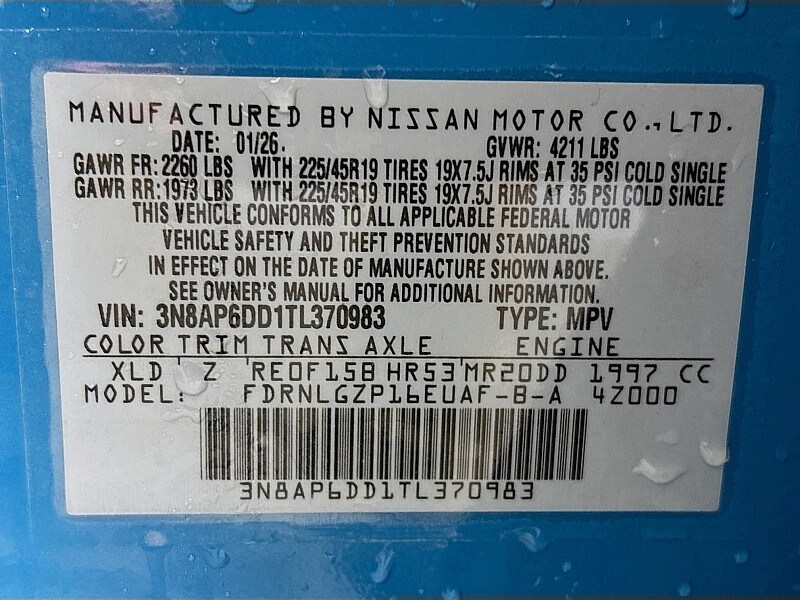 MANUFACTURED BY NISSAN MOTOR CO., LTD.
DATE: 01/26. GVWR: 4211 LBS
GAWR FR: 2260 LBS WITH 225/45R19 TIRES 19X7.5J RIMS AT 35 PSI COLD SINGLE
GAWR RR: 1973 LBS WITH 225/45R19 TIRES 19X7.5J RIMS AT 35 PSI COLD SINGLE
THIS VEHICLE CONFORMS TO ALL APPLICABLE FEDERAL MOTOR
VEHICLE SAFETY AND THEFT PREVENTION STANDARDS
IN EFFECT ON THE DATE OF MANUFACTURE SHOWN ABOVE.
SEE OWNER'S MANUAL FOR ADDITIONAL INFORMATION.
VIN: 3N8AP6DD1TL370983 TYPE: MPV
COLOR TRIM TRANS AXLE ENGINE
XLD Z RE0F15B HR53 MR20DD 1997 CC
MODEL: FDRNLGZP16EUAF-B-A 4Z000
3N8AP6DD1TL370983